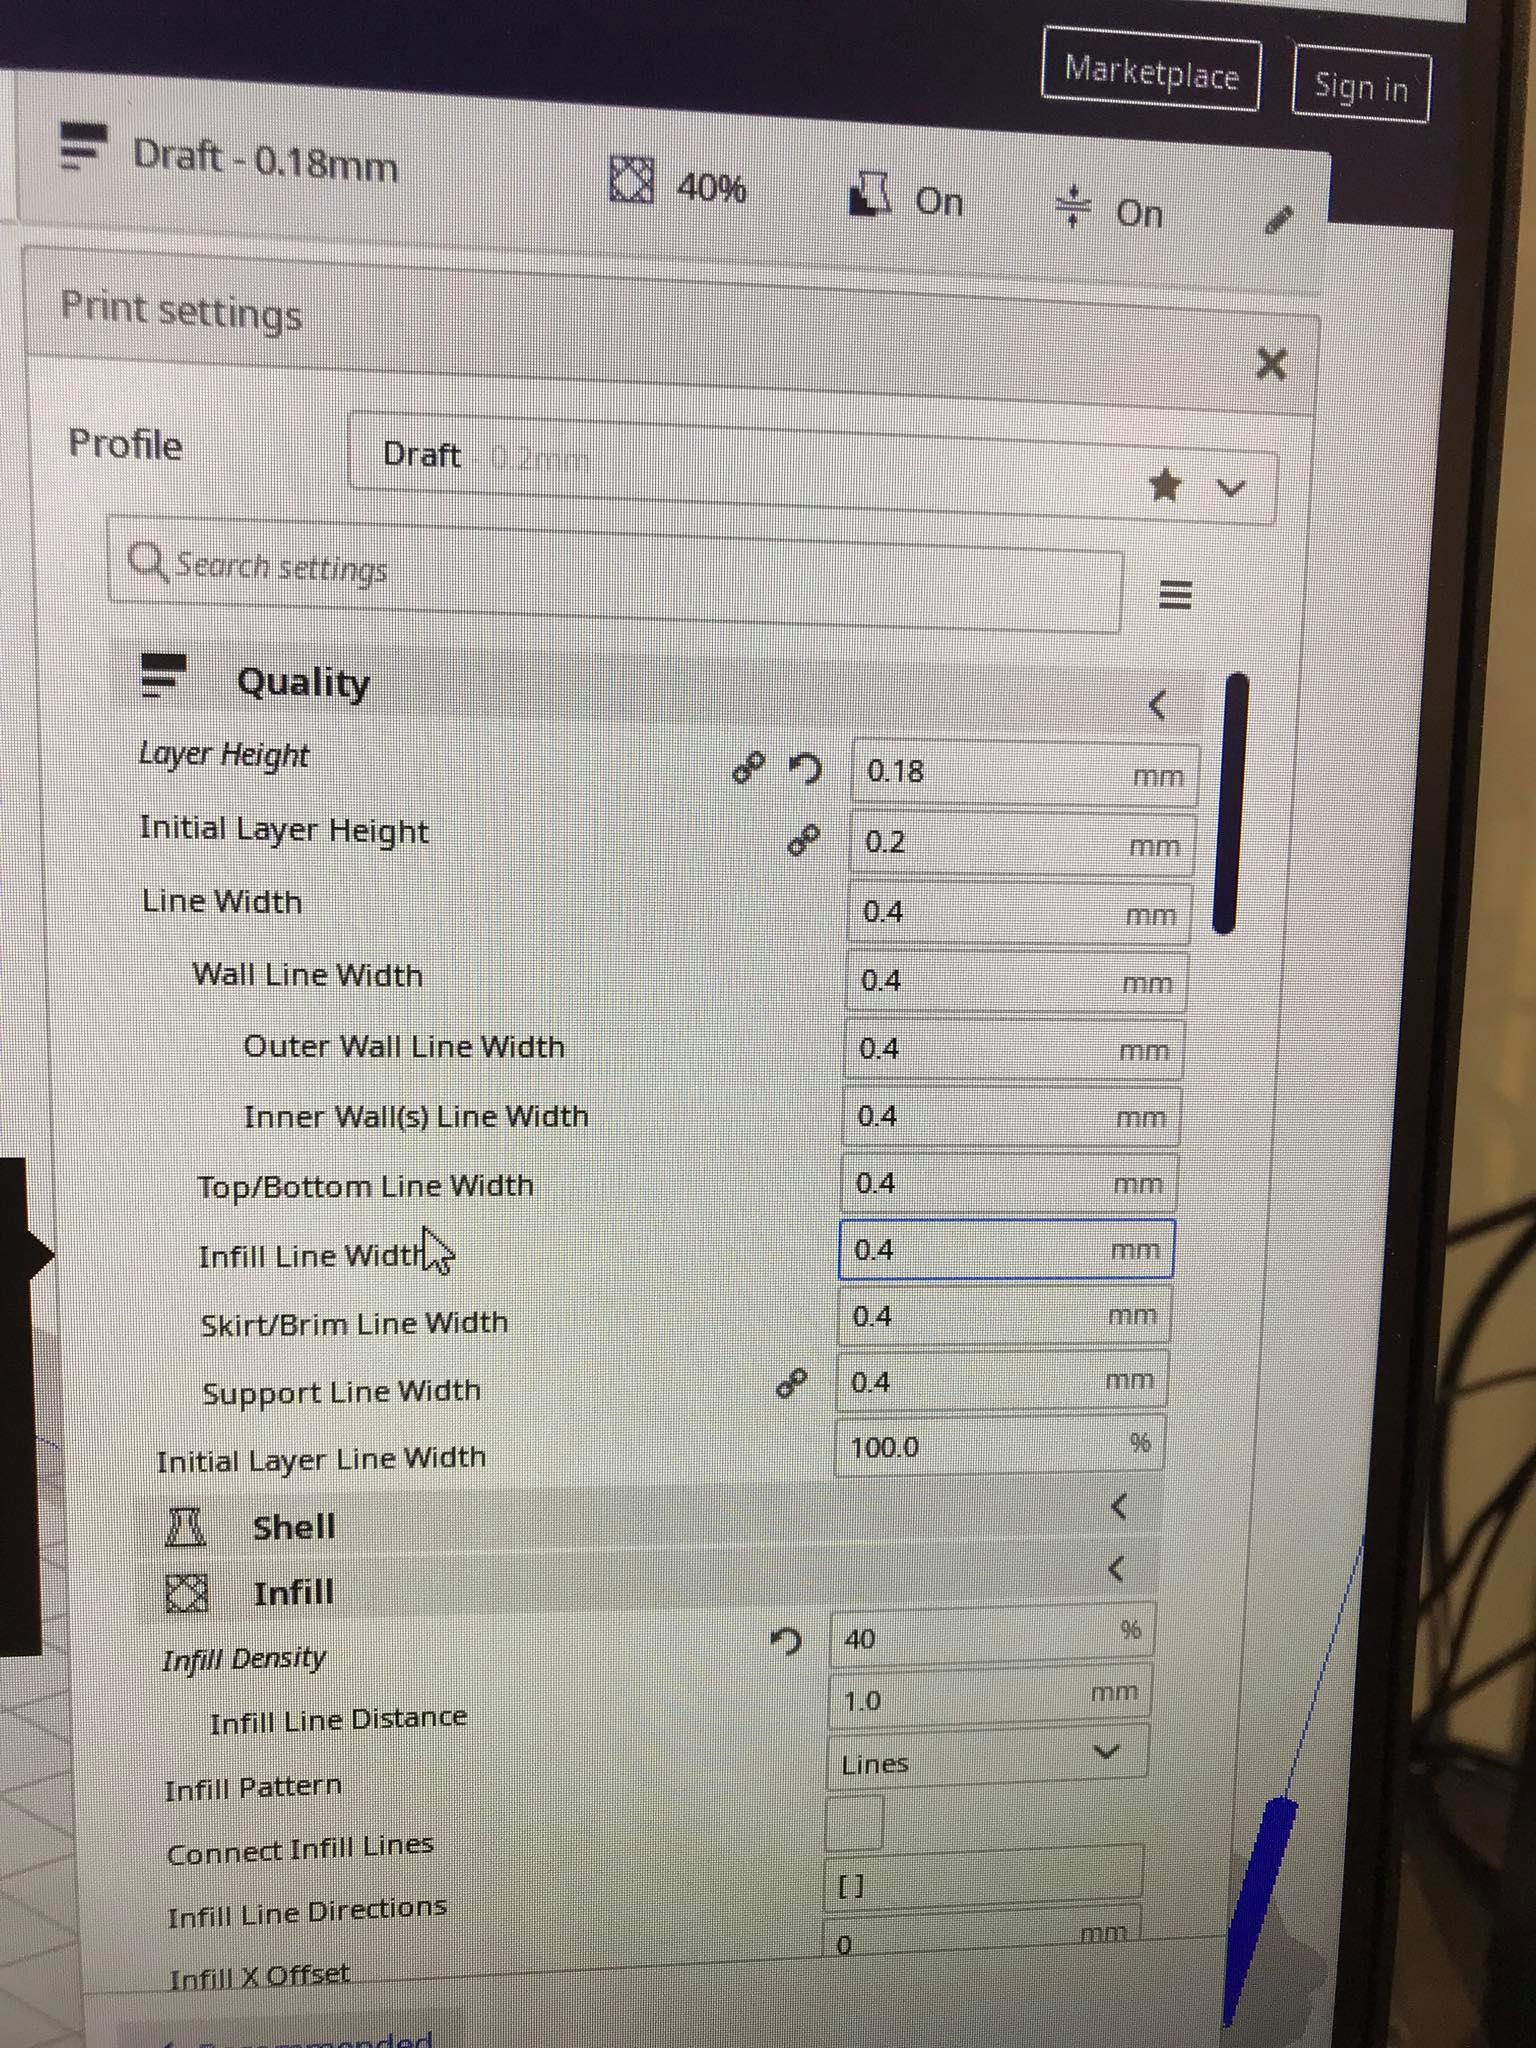 Marketplace
Sign in
Draft - 0.18mm
40%
On
On
Print settings
Profile
Draft - 0.2mm
Search settings
Quality
Layer Height 0.18 mm
Initial Layer Height 0.2 mm
Line Width 0.4 mm
Wall Line Width 0.4 mm
Outer Wall Line Width 0.4 mm
Inner Wall(s) Line Width 0.4 mm
Top/Bottom Line Width 0.4 mm
Infill Line Width 0.4 mm
Skirt/Brim Line Width 0.4 mm
Support Line Width 0.4 mm
Initial Layer Line Width 100.0 %
Shell
Infill
Infill Density 40 %
Infill Line Distance 1.0 mm
Infill Pattern Lines
Connect Infill Lines
Infill Line Directions [ ]
Infill X Offset 0 mm
Recommended